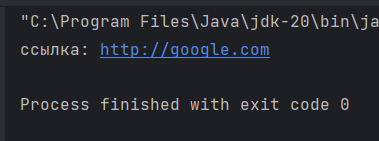 "C:\Program Files\Java\jdk-20\bin\ja
ссылка: http://google.com
Process finished with exit code 0